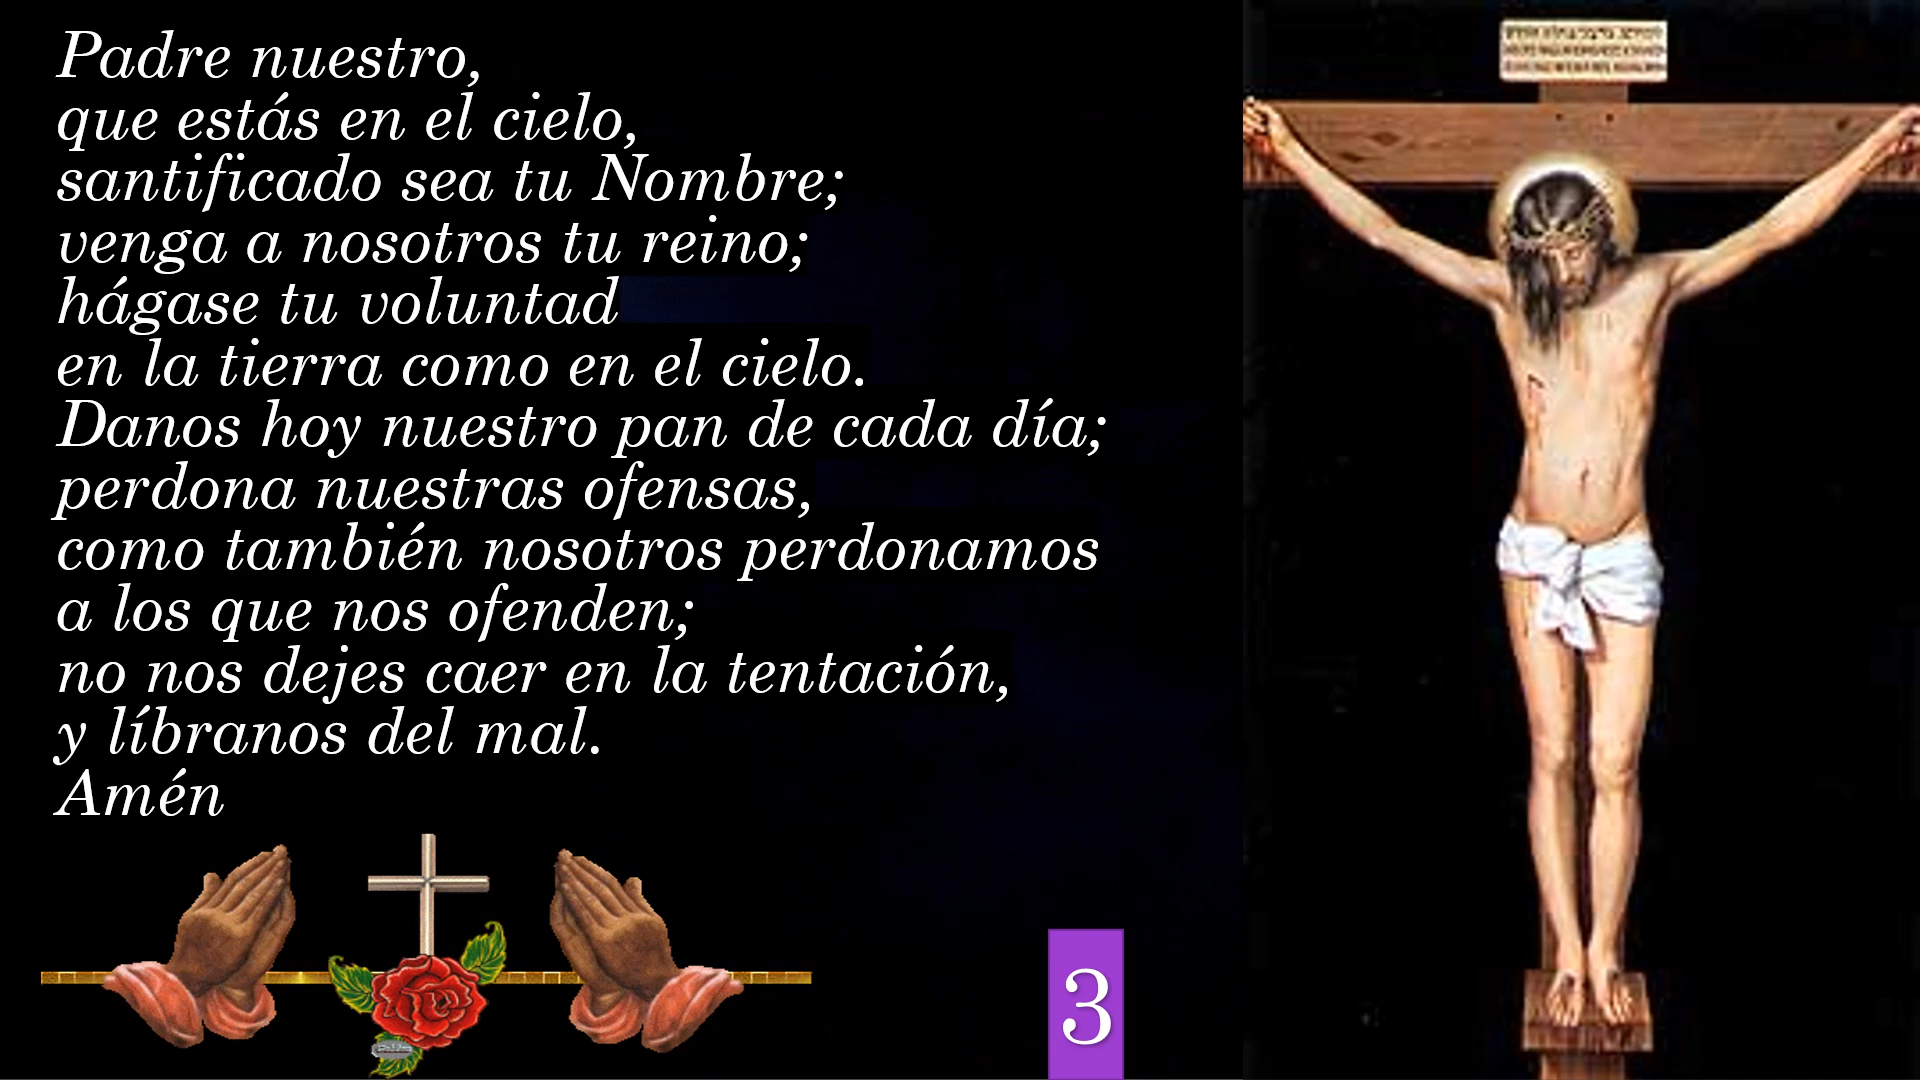 Padre nuestro,
que estás en el cielo,
santificado sea tu Nombre;
venga a nosotros tu reino;
hágase tu voluntad
en la tierra como en el cielo.
Danos hoy nuestro pan de cada día;
perdona nuestras ofensas,
como también nosotros perdonamos
a los que nos ofenden;
no nos dejes caer en la tentación,
y líbranos del mal.
Amén
3